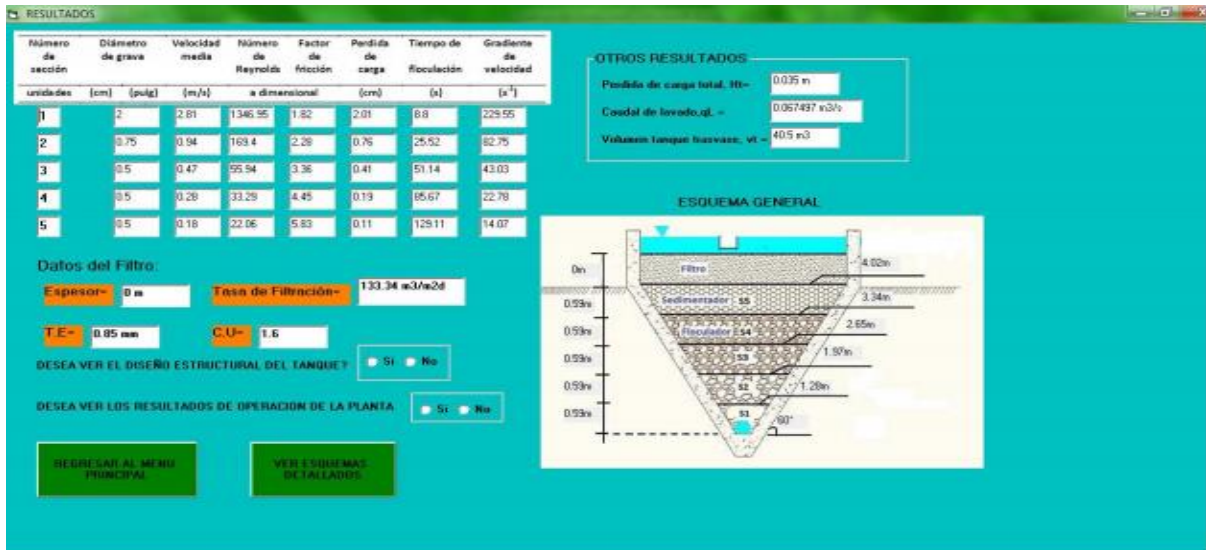 RESULTADOS
Número de sección Diámetro de grava Velocidad media Número de Reynolds Factor de fricción Perdida de carga Tiempo de floculación Gradiente de velocidad
unidades (cm) (pulg) (m/s) a dimensional (cm) (s) (s⁻¹)
1 2 2.81 1346.95 1.82 2.01 8.8 229.55
2 0.75 0.94 169.4 2.28 0.76 25.52 82.75
3 0.5 0.47 55.94 3.36 0.41 51.14 43.03
4 0.5 0.28 33.29 4.45 0.19 85.67 22.78
5 0.5 0.18 22.06 5.83 0.11 129.11 14.07
OTROS RESULTADOS
Perdida de carga total, Ht= 0.035 m
Caudal de lavado,qL = 0.067497 m3/s
Volumen tanque trasvase, vt = 40.5 m3
Datos del Filtro:
Espesor= 0 m Tasa de Filtración= 133.34 m3/m2d
T.E= 0.85 mm C.U= 1.6
DESEA VER EL DISEÑO ESTRUCTURAL DEL TANQUE? Si No
DESEA VER LOS RESULTADOS DE OPERACION DE LA PLANTA Si No
REGRESAR AL MENU PRINCIPAL
VER ESQUEMAS DETALLADOS
ESQUEMA GENERAL
0m Filtro 4.02m
0.59m Sedimentador S5 3.34m
0.59m Floculador S4 2.65m
0.59m S3 1.97m
0.59m S2 1.28m
0.59m S1 60°